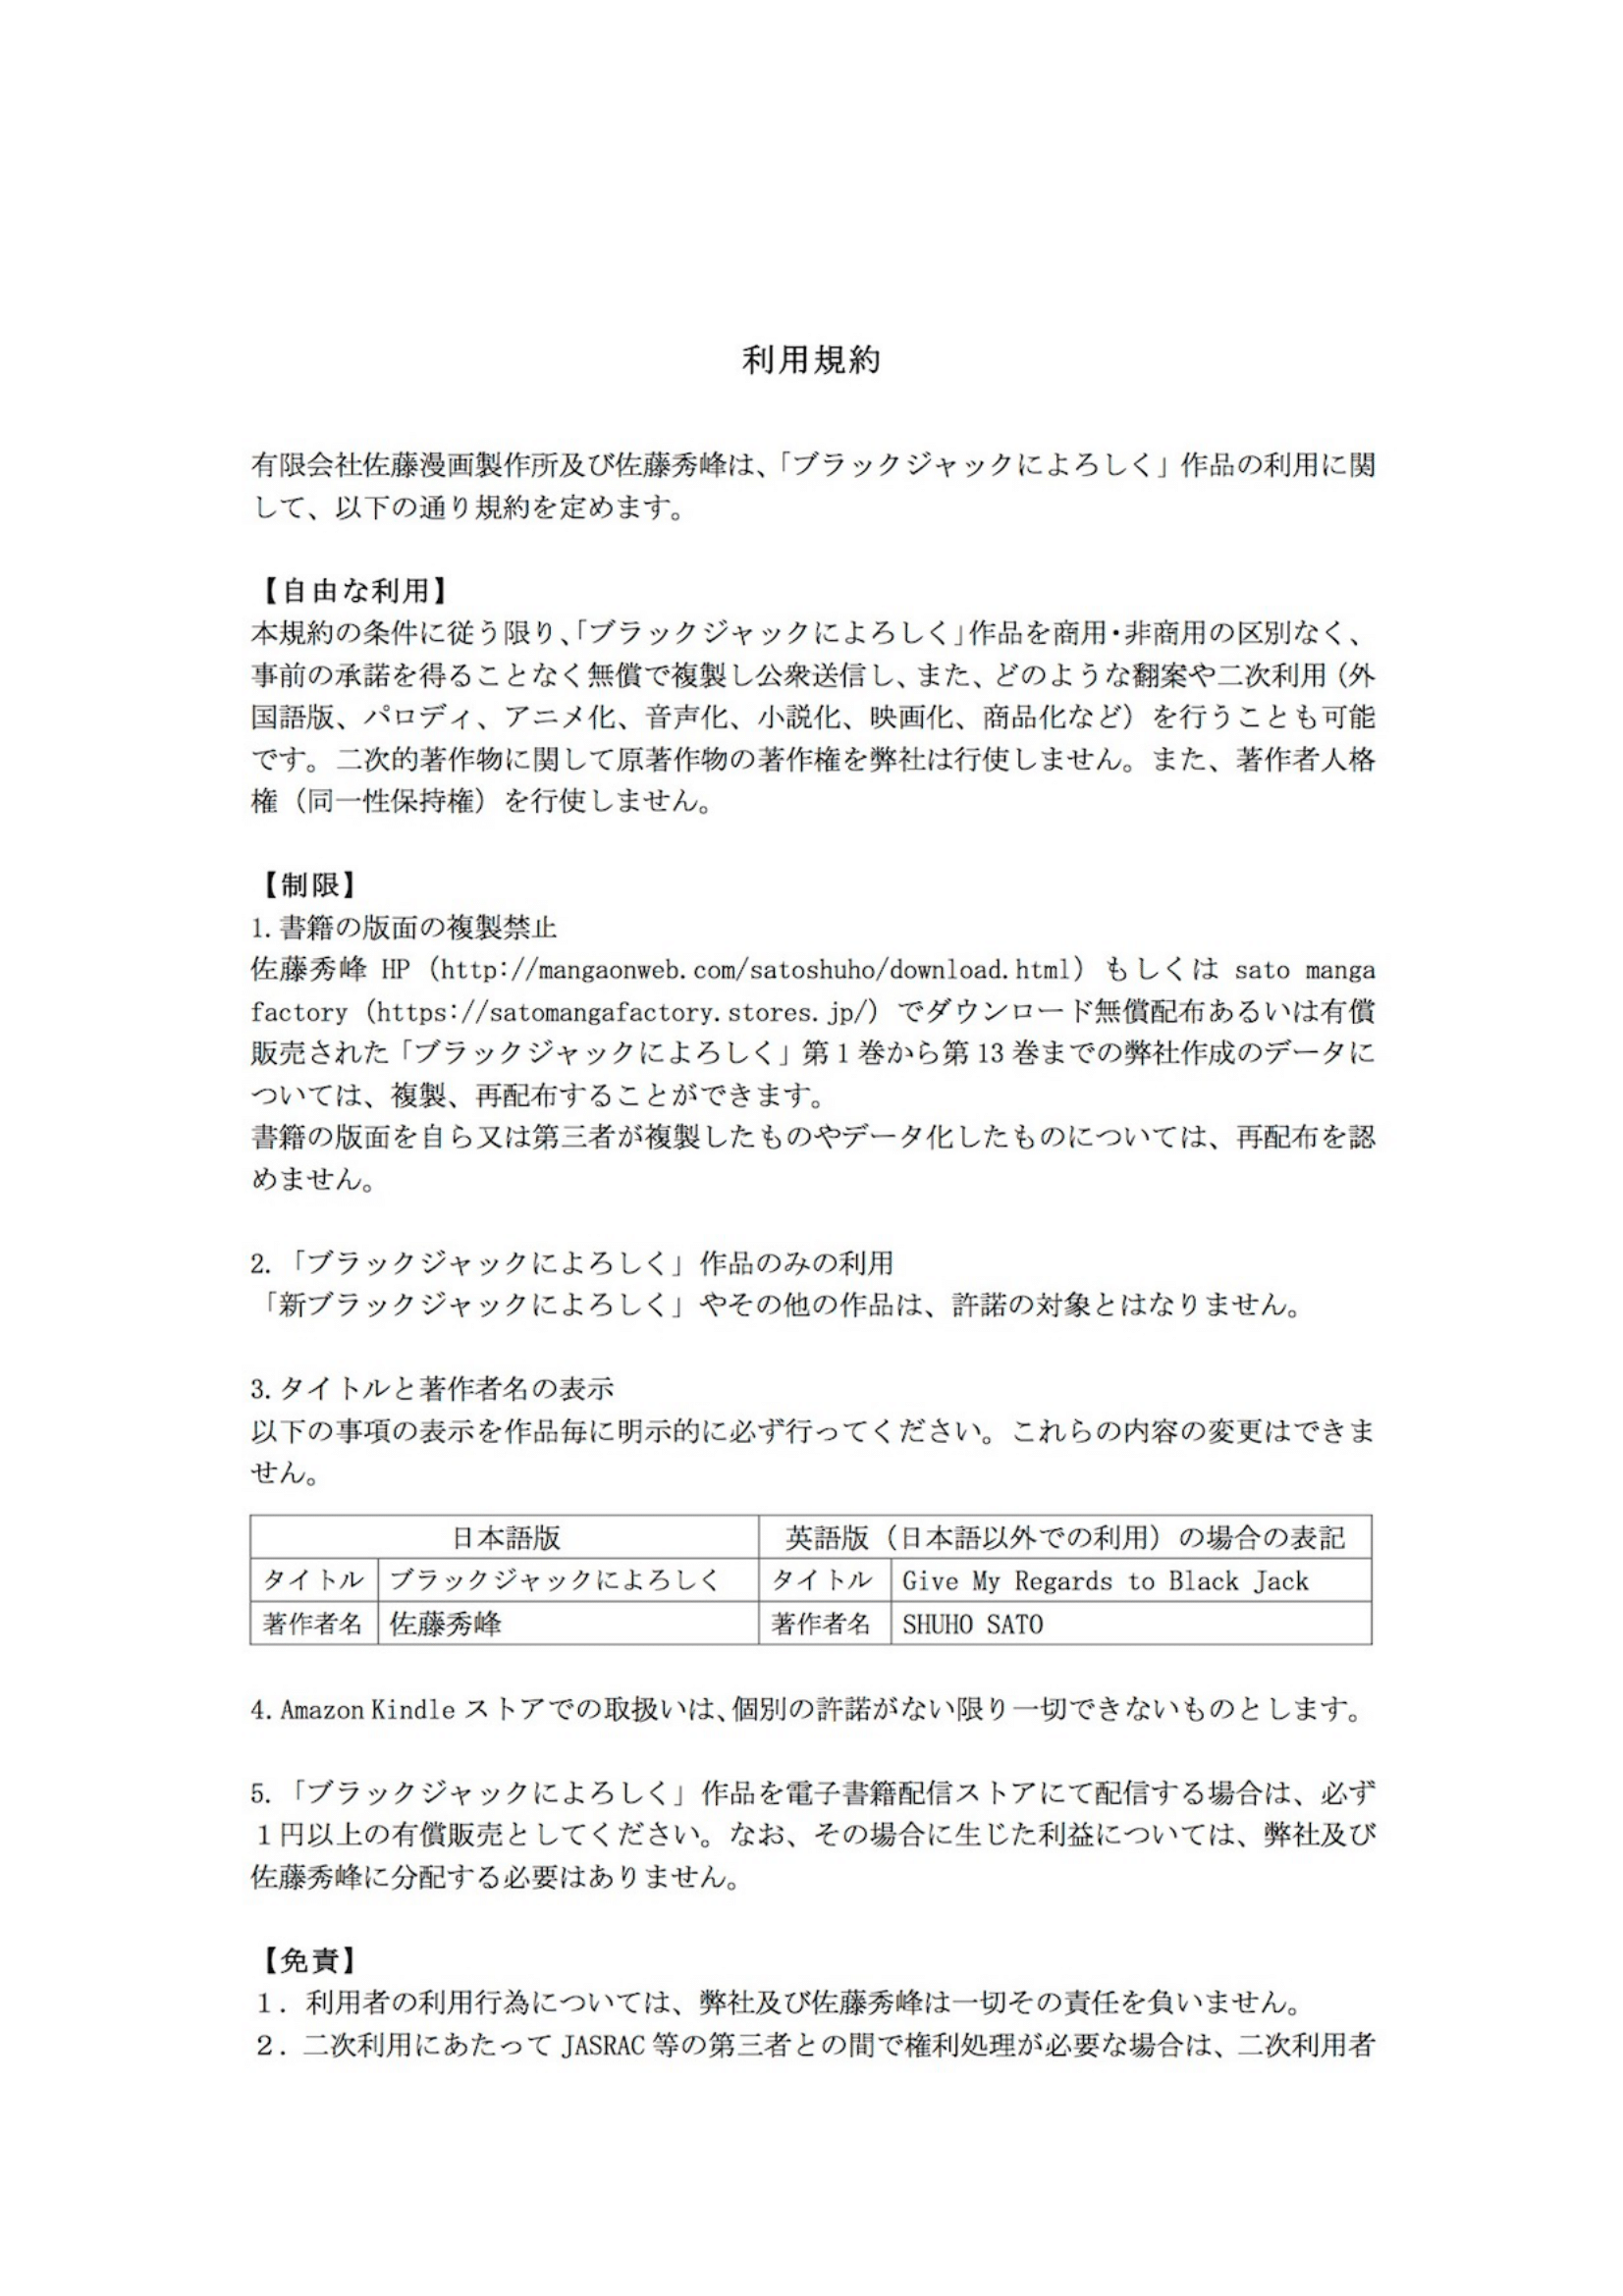 利用規約
有限会社佐藤漫画製作所及び佐藤秀峰は、「ブラックジャックによろしく」作品の利用に関
して、以下の通り規約を定めます。
【自由な利用】
本規約の条件に従う限り、「ブラックジャックによろしく」作品を商用・非商用の区別なく、
事前の承諾を得ることなく無償で複製し公衆送信し、また、どのような翻案や二次利用（外
国語版、パロディ、アニメ化、音声化、小説化、映画化、商品化など）を行うことも可能
です。二次的著作物に関して原著作物の著作権を弊社は行使しません。また、著作者人格
権（同一性保持権）を行使しません。
【制限】
1. 書籍の版面の複製禁止
佐藤秀峰 HP（http://mangaonweb.com/satoshuho/download.html）もしくは sato manga
factory（https://satomangafactory.stores.jp/）でダウンロード無償配布あるいは有償
販売された「ブラックジャックによろしく」第 1 巻から第 13 巻までの弊社作成のデータに
ついては、複製、再配布することができます。
書籍の版面を自ら又は第三者が複製したものやデータ化したものについては、再配布を認
めません。
2. 「ブラックジャックによろしく」作品のみの利用
「新ブラックジャックによろしく」やその他の作品は、許諾の対象とはなりません。
3. タイトルと著作者名の表示
以下の事項の表示を作品毎に明示的に必ず行ってください。これらの内容の変更はできま
せん。
日本語版 英語版（日本語以外での利用）の場合の表記
タイトル ブラックジャックによろしく タイトル Give My Regards to Black Jack
著作者名 佐藤秀峰 著作者名 SHUHO SATO
4. Amazon Kindle ストアでの取扱いは、個別の許諾がない限り一切できないものとします。
5. 「ブラックジャックによろしく」作品を電子書籍配信ストアにて配信する場合は、必ず
１円以上の有償販売としてください。なお、その場合に生じた利益については、弊社及び
佐藤秀峰に分配する必要はありません。
【免責】
１．利用者の利用行為については、弊社及び佐藤秀峰は一切その責任を負いません。
２．二次利用にあたって JASRAC 等の第三者との間で権利処理が必要な場合は、二次利用者